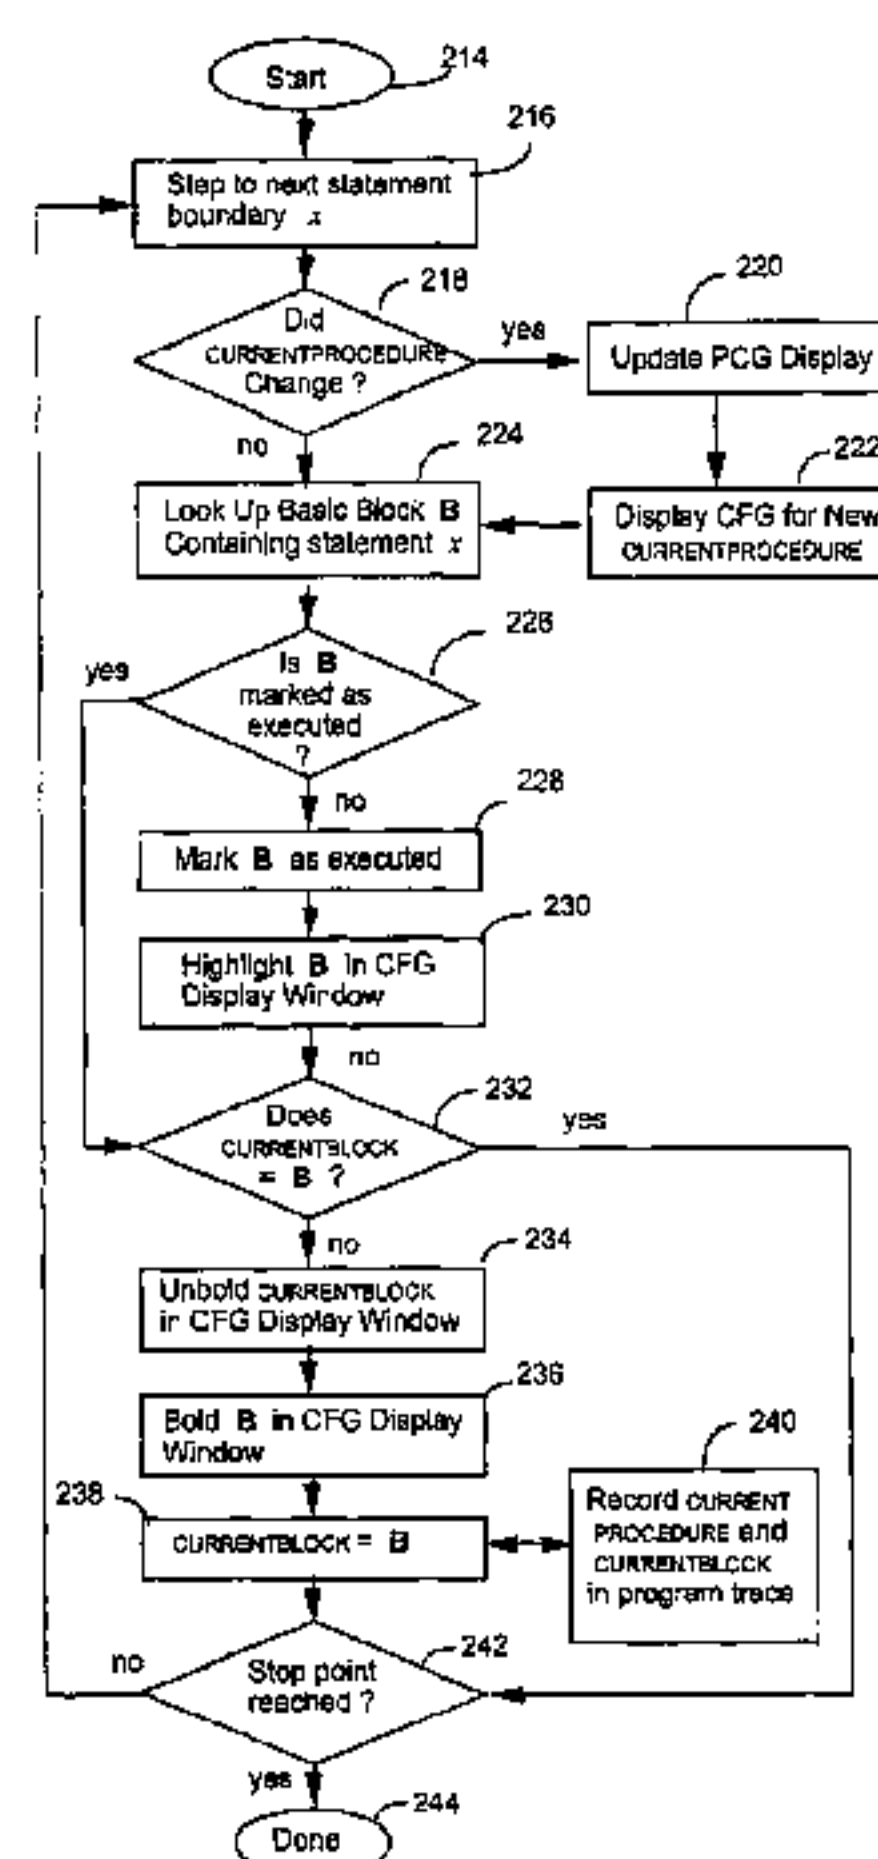 Start
214
216
Step to next statement
boundary x
218
Did
CURRENTPROCEDURE
Change ?
yes
220
Update PCG Display
no
224
222
Look Up Basic Block B
Containing statement x
Display CFG for New
CURRENTPROCEDURE
226
yes
Is B
marked as
executed
?
no
228
Mark B as executed
230
Highlight B in CFG
Display Window
no
232
Does
CURRENTBLOCK
= B ?
yes
no
234
Unbold CURRENTBLOCK
in CFG Display Window
236
Bold B in CFG Display
Window
238
CURRENTBLOCK = B
240
Record CURRENT
PROCEDURE and
CURRENTBLOCK
in program trace
242
no
Stop point
reached ?
yes
244
Done